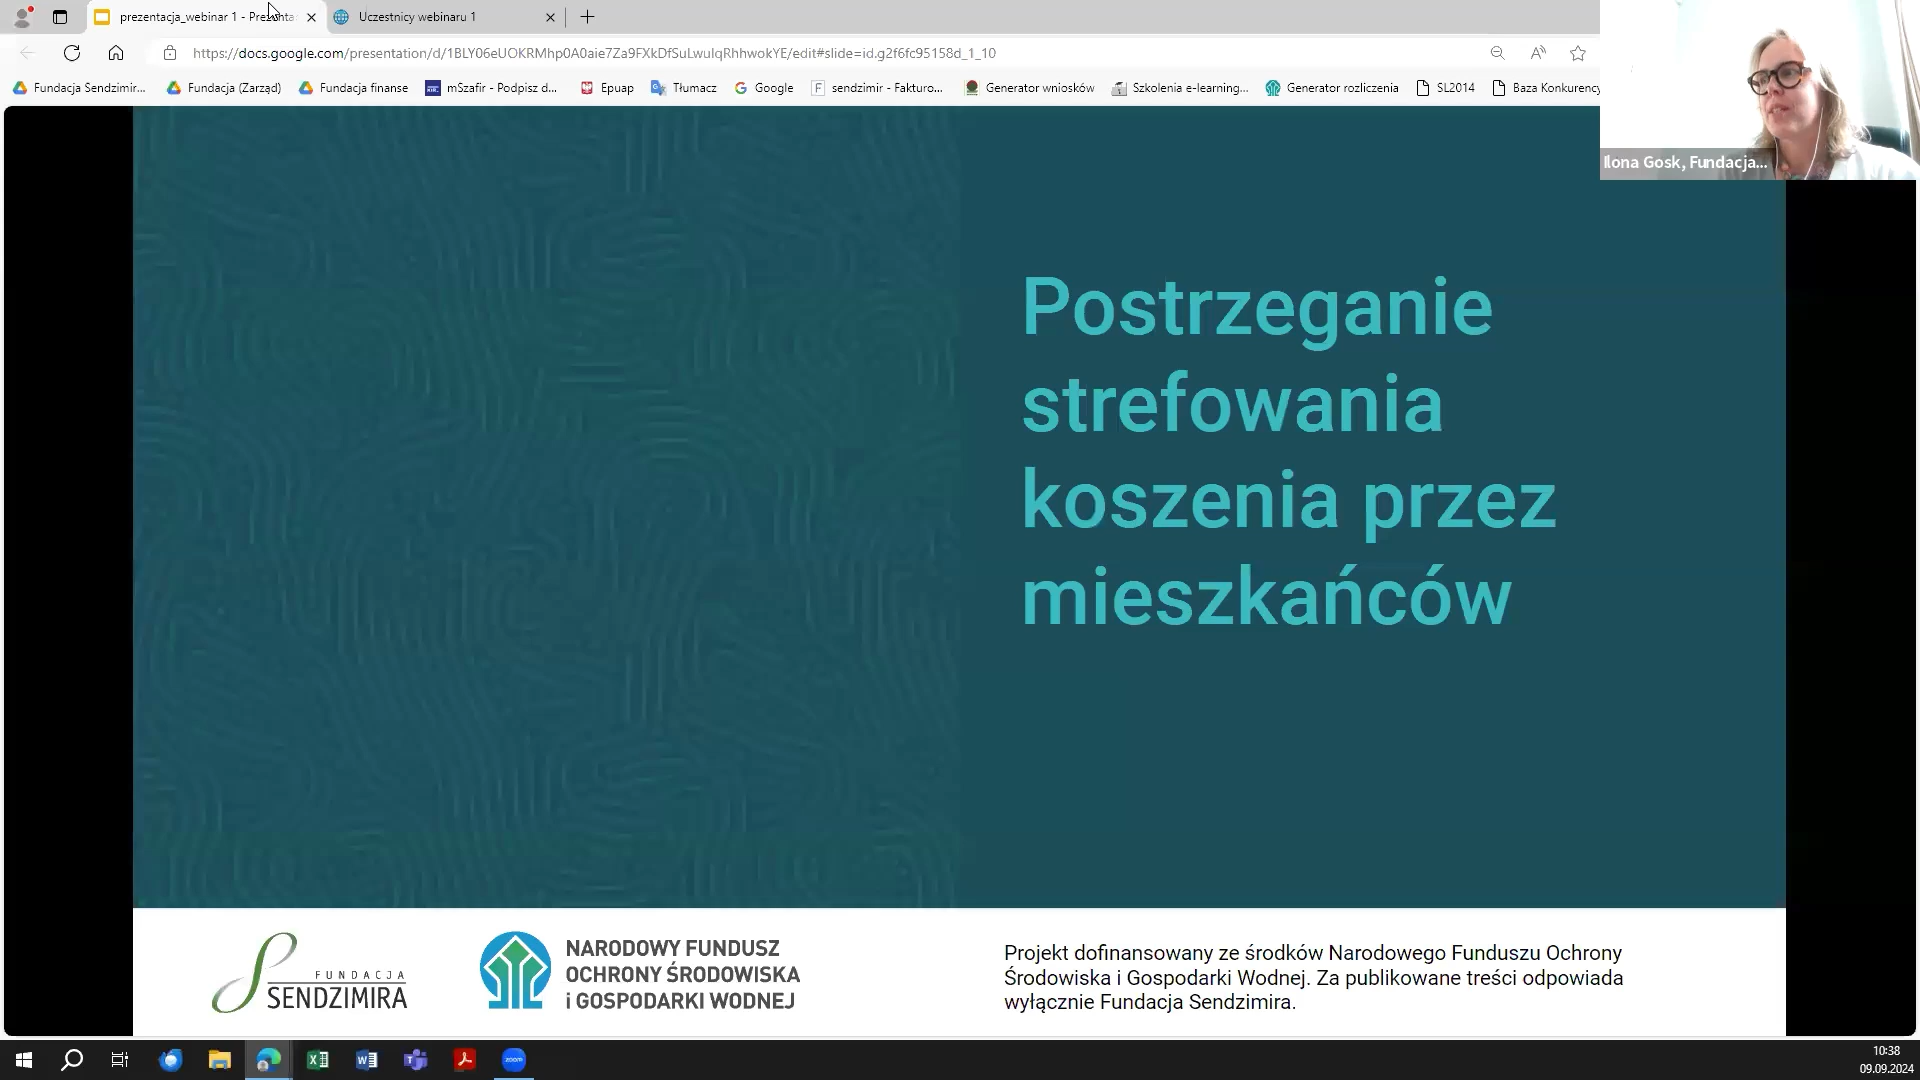 prezentacja_webinar 1 - Prezenta
Uczestnicy webinaru 1
https://docs.google.com/presentation/d/1BLY06eUOKRMhp0A0aie7Za9FXkDfSuLwulqRhhwokYE/edit#slide=id.g2f6fc95158d_1_10
Fundacja Sendzimir... Fundacja (Zarząd) Fundacja finanse mSzafir - Podpisz d... Epuap Tłumacz Google sendzimir - Fakturo... Generator wniosków Szkolenia e-learning... Generator rozliczenia SL2014 Baza Konkurency
Ilona Gosk, Fundacja...
Postrzeganie
strefowania
koszenia przez
mieszkańców
FUNDACJA
SENDZIMIRA
NARODOWY FUNDUSZ
OCHRONY ŚRODOWISKA
i GOSPODARKI WODNEJ
Projekt dofinansowany ze środków Narodowego Funduszu Ochrony
Środowiska i Gospodarki Wodnej. Za publikowane treści odpowiada
wyłącznie Fundacja Sendzimira.
zoom
10:38
09.09.2024